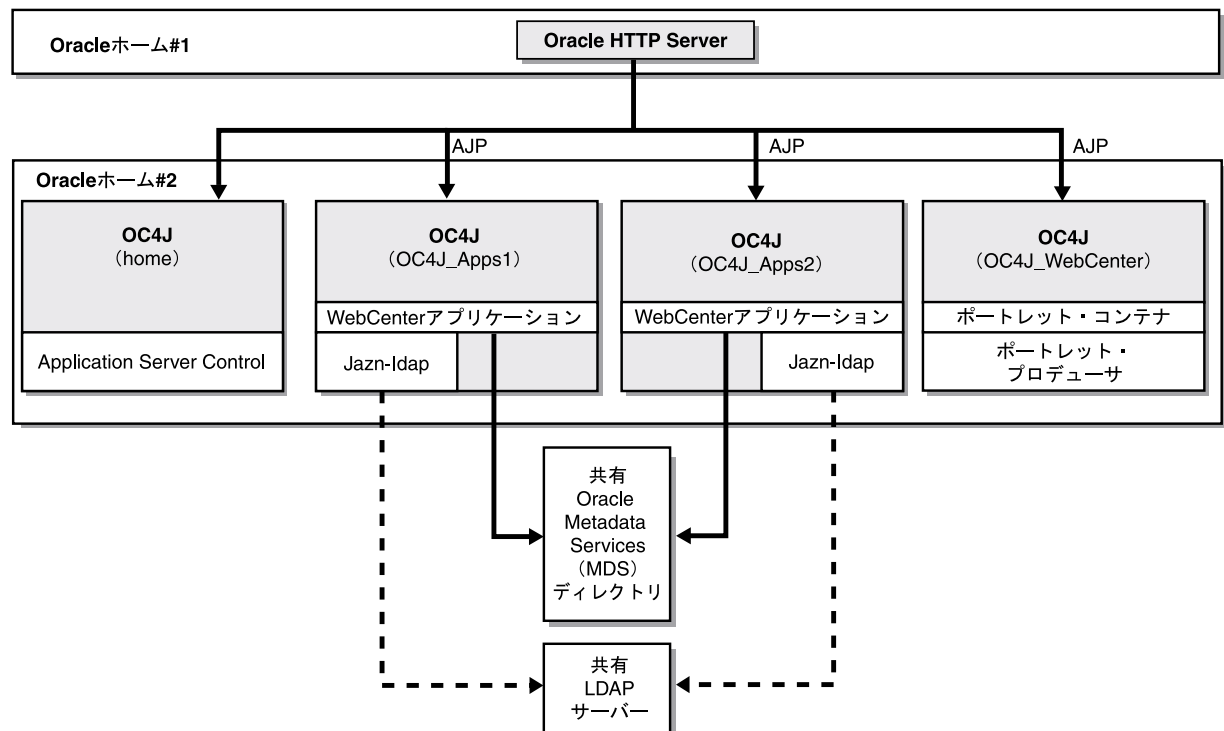 Oracleホーム#1
Oracle HTTP Server
AJP
AJP
AJP
Oracleホーム#2
OC4J
（home）
Application Server Control
OC4J
（OC4J_Apps1）
WebCenterアプリケーション
Jazn-ldap
OC4J
（OC4J_Apps2）
WebCenterアプリケーション
Jazn-ldap
OC4J
（OC4J_WebCenter）
ポートレット・コンテナ
ポートレット・
プロデューサ
共有
Oracle
Metadata
Services
（MDS）
ディレクトリ
共有
LDAP
サーバー